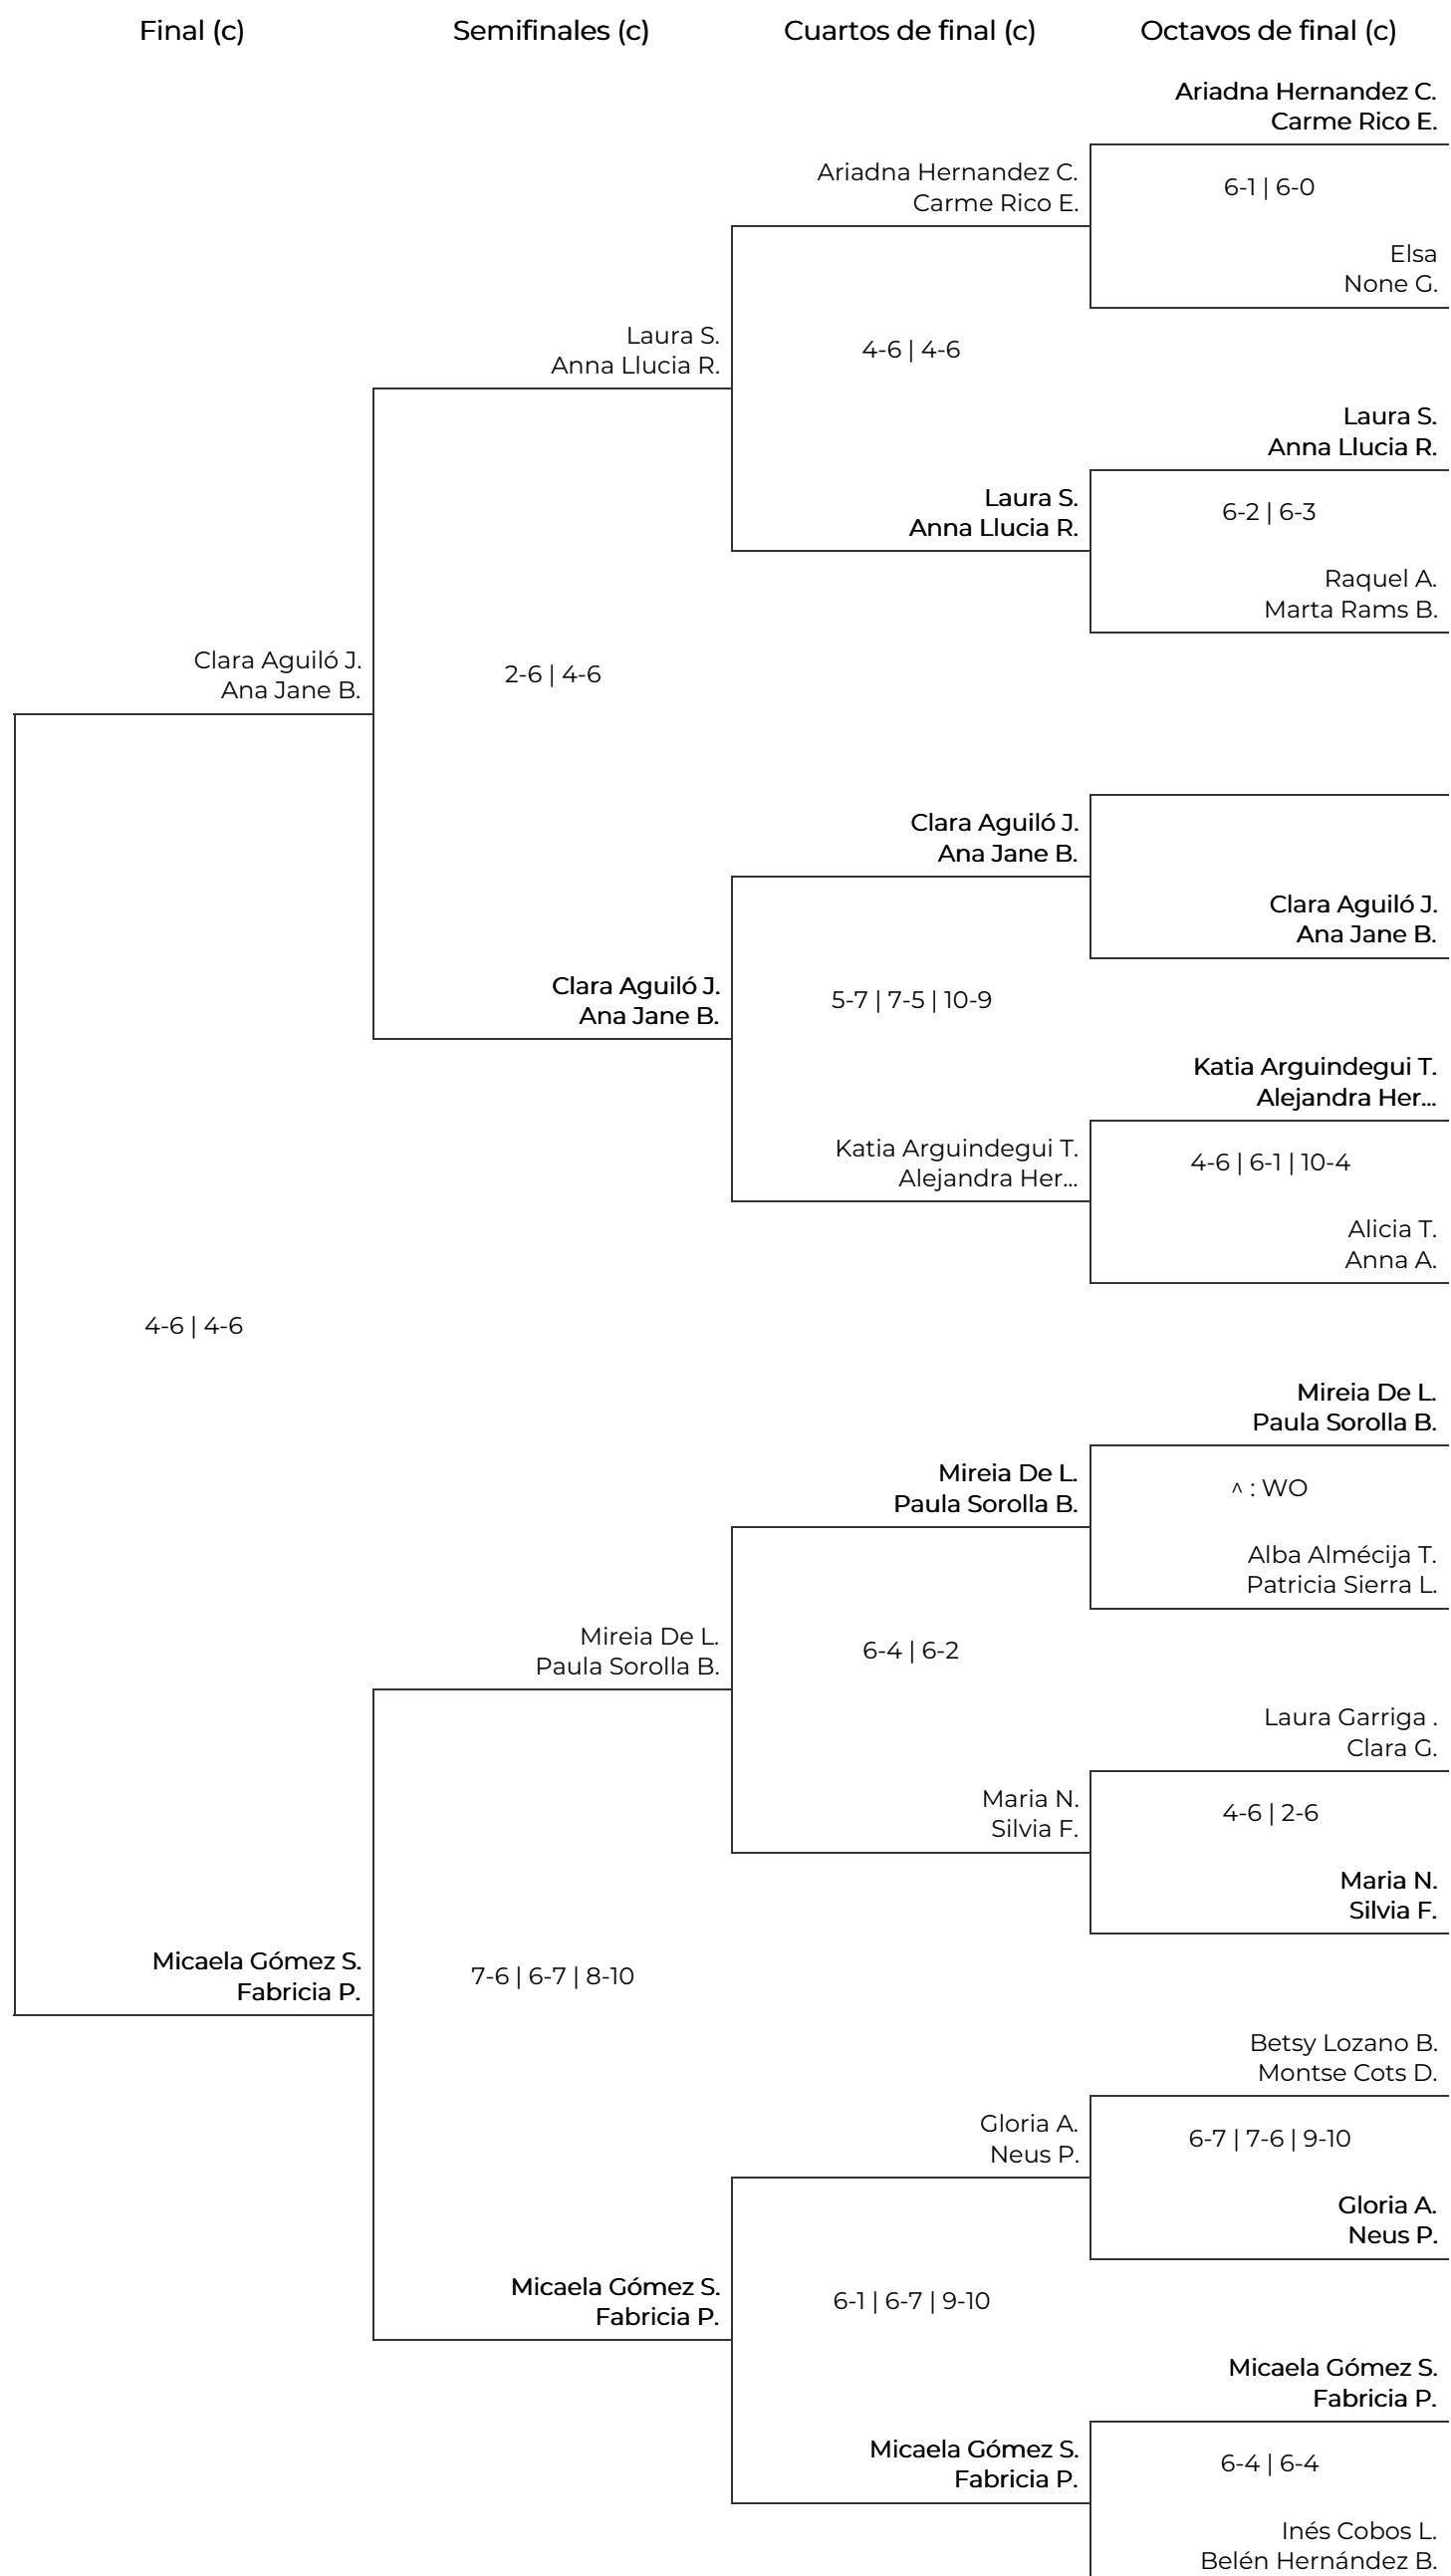 Final (c)
Semifinales (c)
Cuartos de final (c)
Octavos de final (c)
Ariadna Hernandez C.
Carme Rico E.
Ariadna Hernandez C.
Carme Rico E.
6-1 | 6-0
Elsa
None G.
Laura S.
Anna Llucia R.
4-6 | 4-6
Laura S.
Anna Llucia R.
Laura S.
Anna Llucia R.
6-2 | 6-3
Raquel A.
Marta Rams B.
Clara Aguiló J.
Ana Jane B.
2-6 | 4-6
Clara Aguiló J.
Ana Jane B.
Clara Aguiló J.
Ana Jane B.
Clara Aguiló J.
Ana Jane B.
5-7 | 7-5 | 10-9
Katia Arguindegui T.
Alejandra Her...
Katia Arguindegui T.
Alejandra Her...
4-6 | 6-1 | 10-4
Alicia T.
Anna A.
4-6 | 4-6
Mireia De L.
Paula Sorolla B.
Mireia De L.
Paula Sorolla B.
^ : WO
Alba Almécija T.
Patricia Sierra L.
Mireia De L.
Paula Sorolla B.
6-4 | 6-2
Laura Garriga .
Clara G.
Maria N.
Silvia F.
4-6 | 2-6
Maria N.
Silvia F.
Micaela Gómez S.
Fabricia P.
7-6 | 6-7 | 8-10
Betsy Lozano B.
Montse Cots D.
Gloria A.
Neus P.
6-7 | 7-6 | 9-10
Gloria A.
Neus P.
Micaela Gómez S.
Fabricia P.
6-1 | 6-7 | 9-10
Micaela Gómez S.
Fabricia P.
Micaela Gómez S.
Fabricia P.
6-4 | 6-4
Inés Cobos L.
Belén Hernández B.